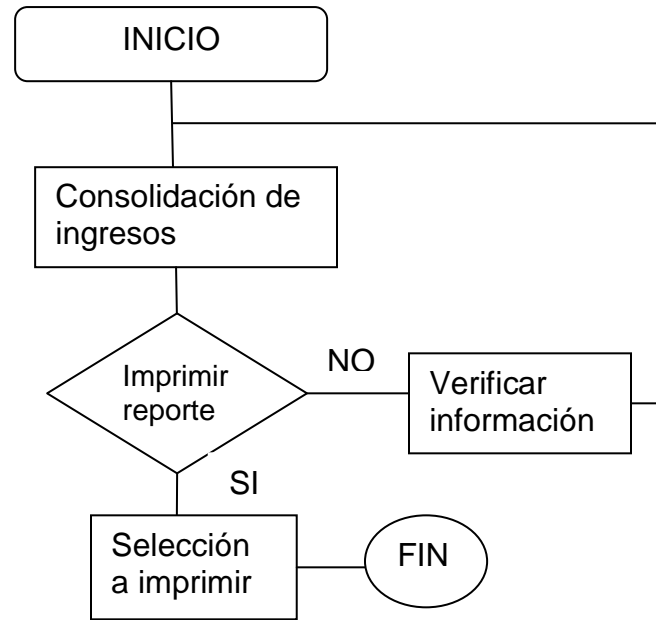 INICIO
Consolidación de
ingresos
Imprimir
reporte
NO
Verificar
información
SI
Selección
a imprimir
FIN